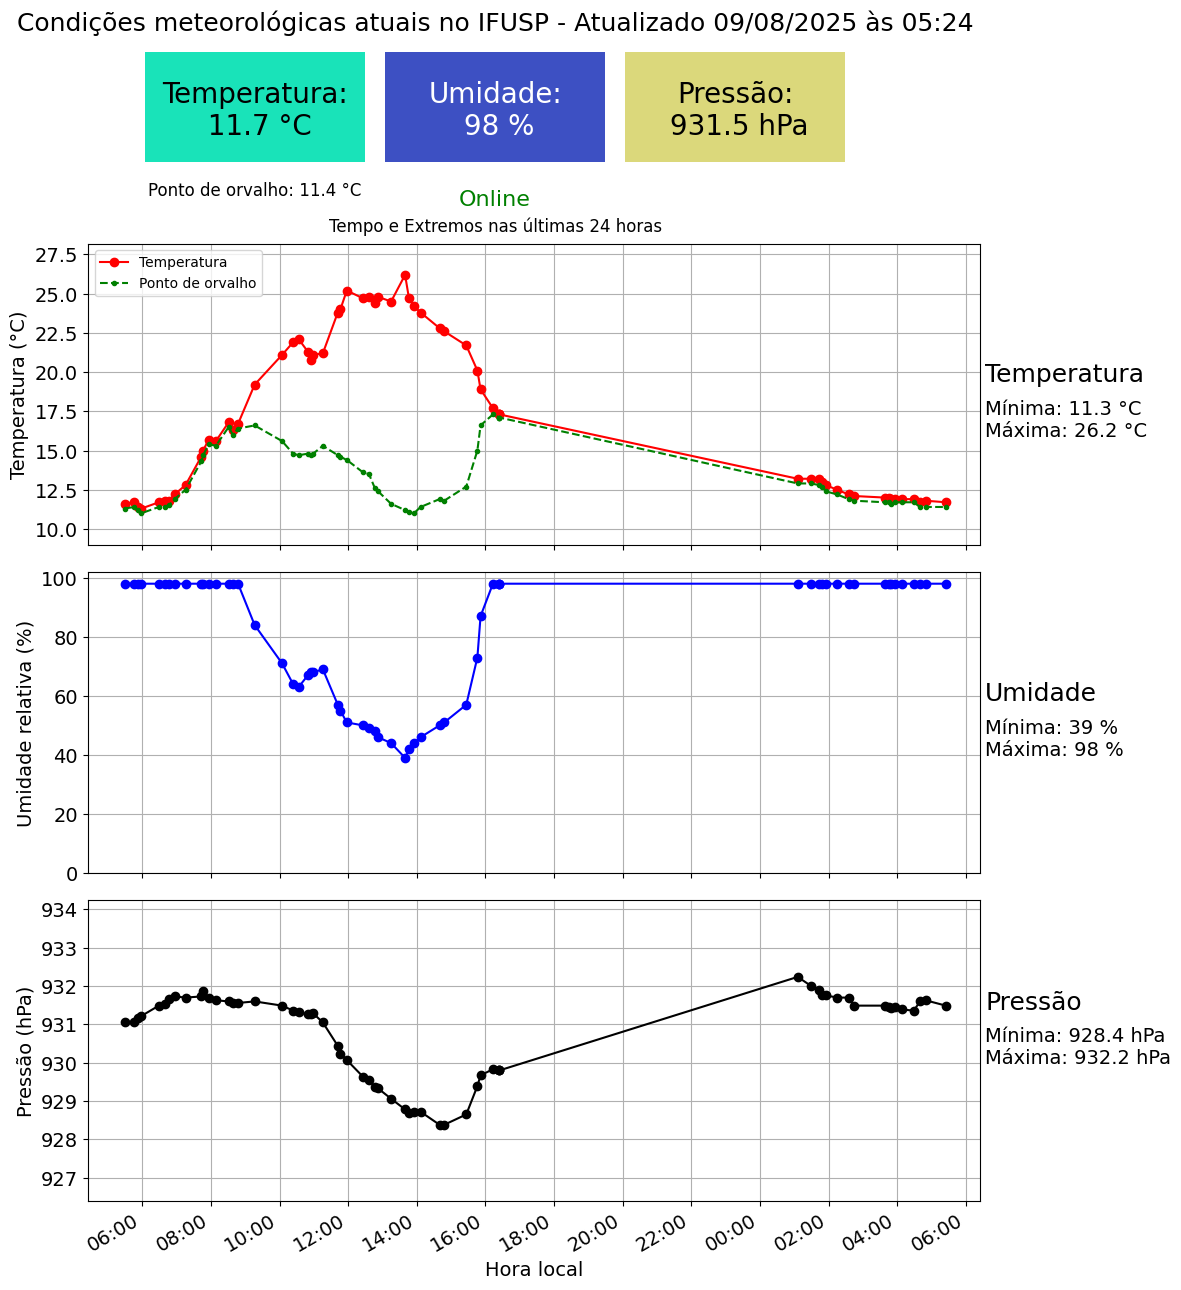 Condições meteorológicas atuais no IFUSP - Atualizado 09/08/2025 às 05:24
Temperatura:
11.7 °C
Umidade:
98 %
Pressão:
931.5 hPa
Ponto de orvalho: 11.4 °C
Online
Tempo e Extremos nas últimas 24 horas
Temperatura
Ponto de orvalho
Temperatura (°C)
27.5
25.0
22.5
20.0
17.5
15.0
12.5
10.0
Temperatura
Mínima: 11.3 °C
Máxima: 26.2 °C
Umidade relativa (%)
100
80
60
40
20
0
Umidade
Mínima: 39 %
Máxima: 98 %
Pressão (hPa)
934
933
932
931
930
929
928
927
Pressão
Mínima: 928.4 hPa
Máxima: 932.2 hPa
06:00 08:00 10:00 12:00 14:00 16:00 18:00 20:00 22:00 00:00 02:00 04:00 06:00
Hora local